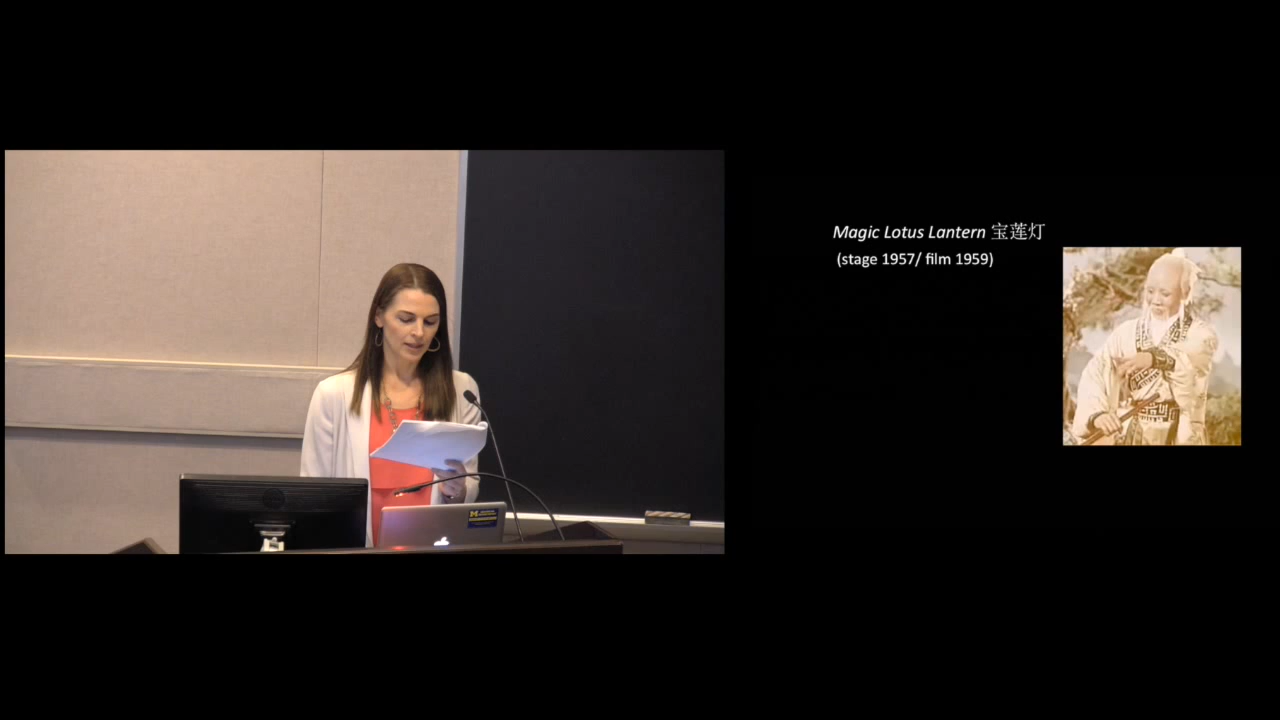 Magic Lotus Lantern 宝莲灯
(stage 1957/ film 1959)